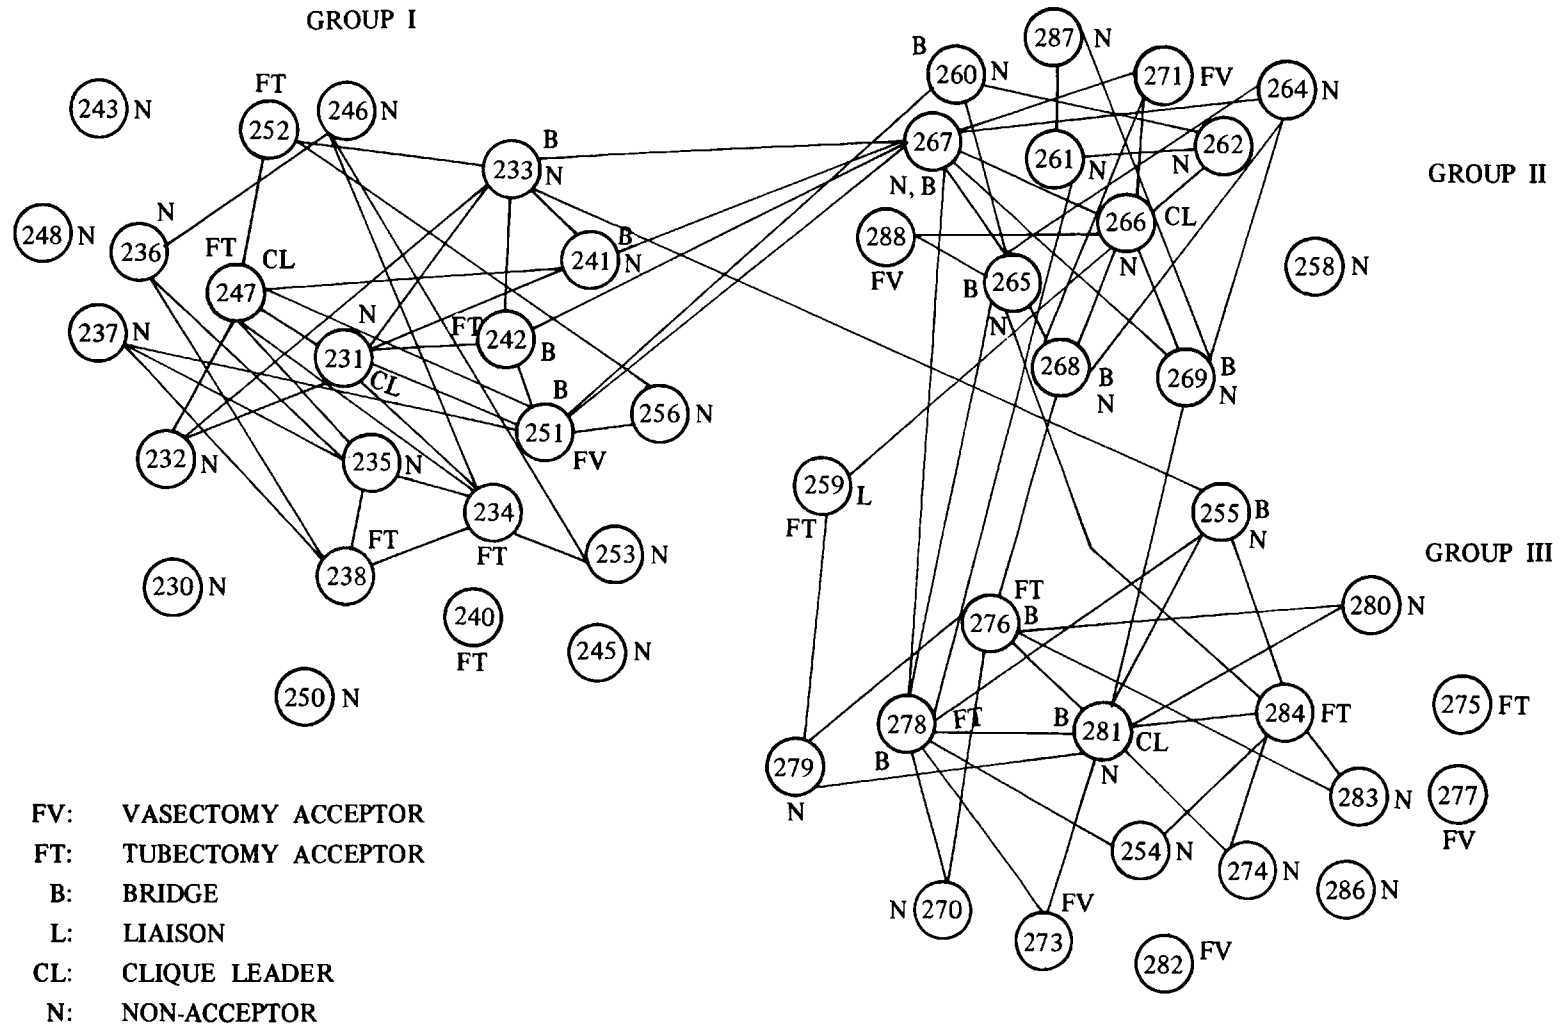 GROUP I
GROUP II
GROUP III
243 N
FT
252
246 N
248 N
N
236
FT CL
247
237 N
B
233 N
B
241 N
N
231
CL
FT
242 B
B
251
FV
256 N
232 N
235 N
234
FT
FT
238
253 N
230 N
240
FT
245 N
250 N
B
260 N
287 N
271 FV
264 N
267
N, B
261 N
262
N
288
FV
266 CL
N
258 N
B 265
N
268 B
N
269 B
N
259 L
FT
255 B
N
FT
276 B
280 N
278 FT
B
B 281 CL
N
284 FT
275 FT
279
N
283 N
277
FV
254 N
274 N
286 N
N 270
FV
273
282 FV
FV: VASECTOMY ACCEPTOR
FT: TUBECTOMY ACCEPTOR
B: BRIDGE
L: LIAISON
CL: CLIQUE LEADER
N: NON-ACCEPTOR